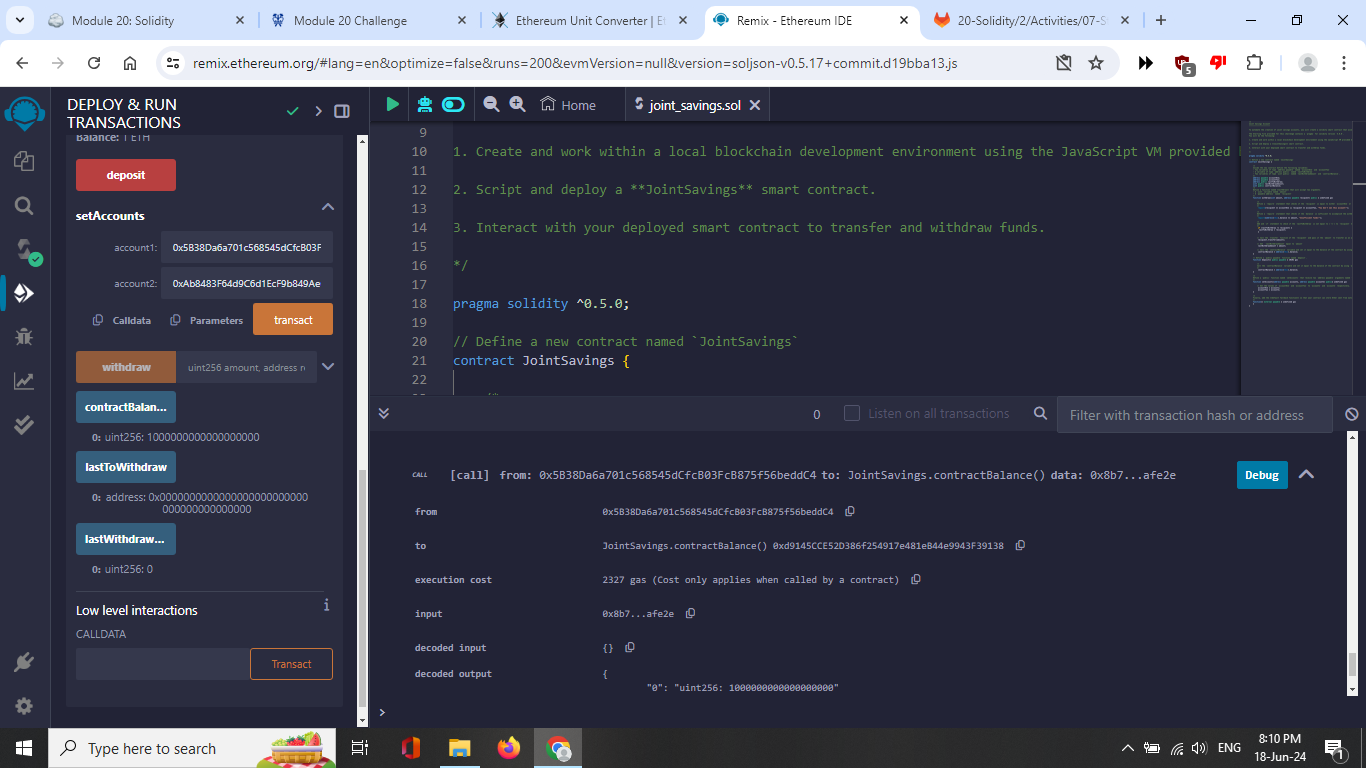 Module 20: Solidity
Module 20 Challenge
Ethereum Unit Converter | Et
Remix - Ethereum IDE
20-Solidity/2/Activities/07-S
remix.ethereum.org/#lang=en&optimize=false&runs=200&evmVersion=null&version=soljson-v0.5.17+commit.d19bba13.js
5
DEPLOY & RUN
TRANSACTIONS
Balance: 1 ETH
deposit
setAccounts
account1: 0x5B38Da6a701c568545dCfcB03F
account2: 0xAb8483F64d9C6d1EcF9b849Ae
Calldata Parameters transact
withdraw uint256 amount, address r
contractBalan...
0: uint256: 1000000000000000000
lastToWithdraw
0: address: 0x0000000000000000000000000
000000000000000
lastWithdraw...
0: uint256: 0
Low level interactions
CALLDATA
Transact
Home
joint_savings.sol
9
10 1. Create and work within a local blockchain development environment using the JavaScript VM provided
11
12 2. Script and deploy a **JointSavings** smart contract.
13
14 3. Interact with your deployed smart contract to transfer and withdraw funds.
15
16 */
17
18 pragma solidity ^0.5.0;
19
20 // Define a new contract named `JointSavings`
21 contract JointSavings {
22
0 Listen on all transactions Filter with transaction hash or address
CALL [call] from: 0x5B38Da6a701c568545dCfcB03FcB875f56beddC4 to: JointSavings.contractBalance() data: 0x8b7...afe2e Debug
from 0x5B38Da6a701c568545dCfcB03FcB875f56beddC4
to JointSavings.contractBalance() 0xd9145CCE52D386f254917e481eB44e9943F39138
execution cost 2327 gas (Cost only applies when called by a contract)
input 0x8b7...afe2e
decoded input {}
decoded output {
"0": "uint256: 1000000000000000000"
>
Type here to search
ENG
8:10 PM
18-Jun-24
1